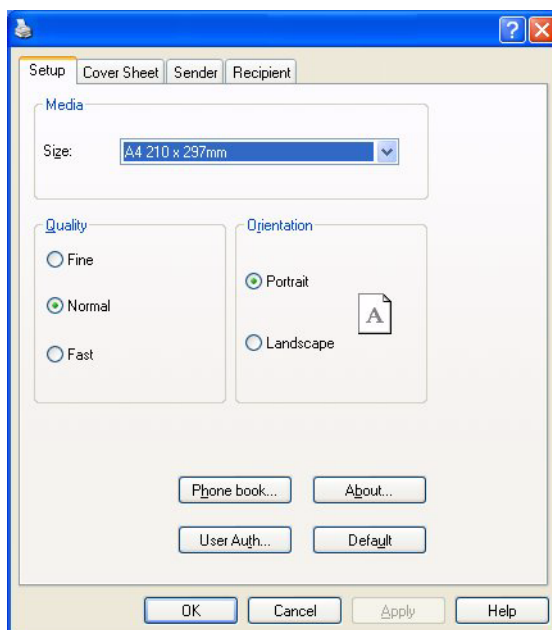 Setup Cover Sheet Sender Recipient
Media
Size: A4 210 x 297mm
Quality
Fine
Normal
Fast
Orientation
Portrait
A
Landscape
Phone book... About...
User Auth... Default
OK Cancel Apply Help